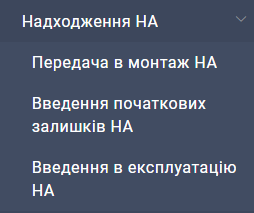 Надходження НА
Передача в монтаж НА
Введення початкових
залишків НА
Введення в експлуатацію
НА